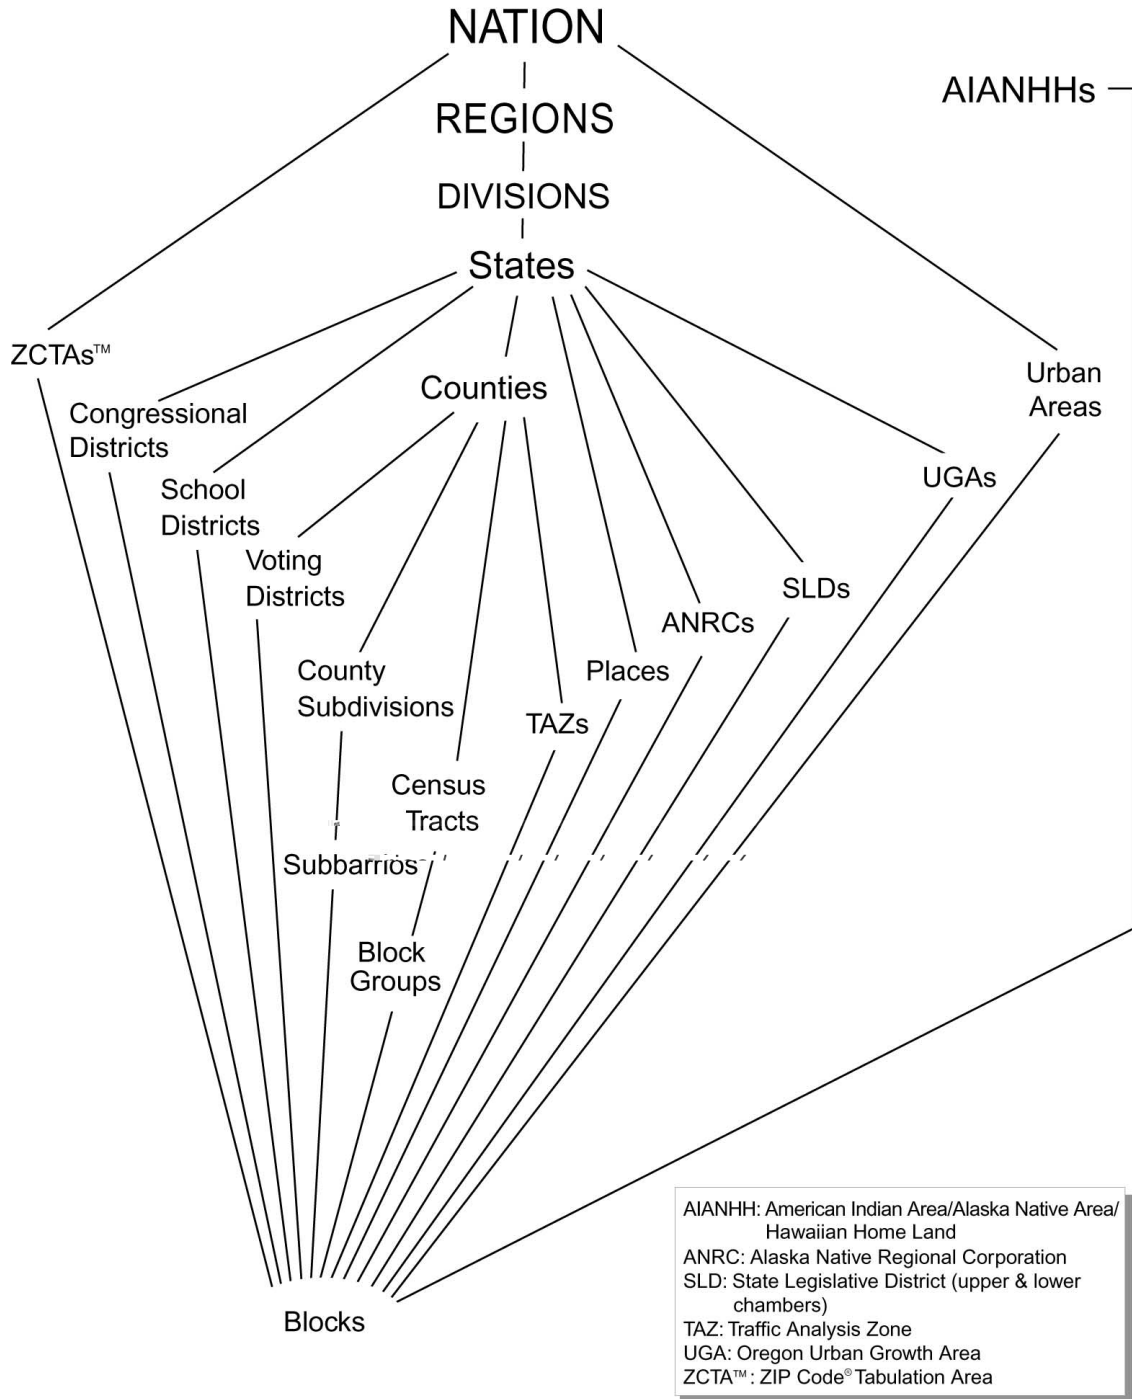 NATION
AIANHHs
REGIONS
DIVISIONS
States
ZCTAs™
Urban
Areas
Counties
Congressional
Districts
UGAs
School
Districts
Voting
Districts
SLDs
ANRCs
County
Subdivisions
Places
TAZs
Census
Tracts
Subbarrios
Block
Groups
Blocks
AIANHH: American Indian Area/Alaska Native Area/
Hawaiian Home Land
ANRC: Alaska Native Regional Corporation
SLD: State Legislative District (upper & lower
chambers)
TAZ: Traffic Analysis Zone
UGA: Oregon Urban Growth Area
ZCTA™: ZIP Code® Tabulation Area